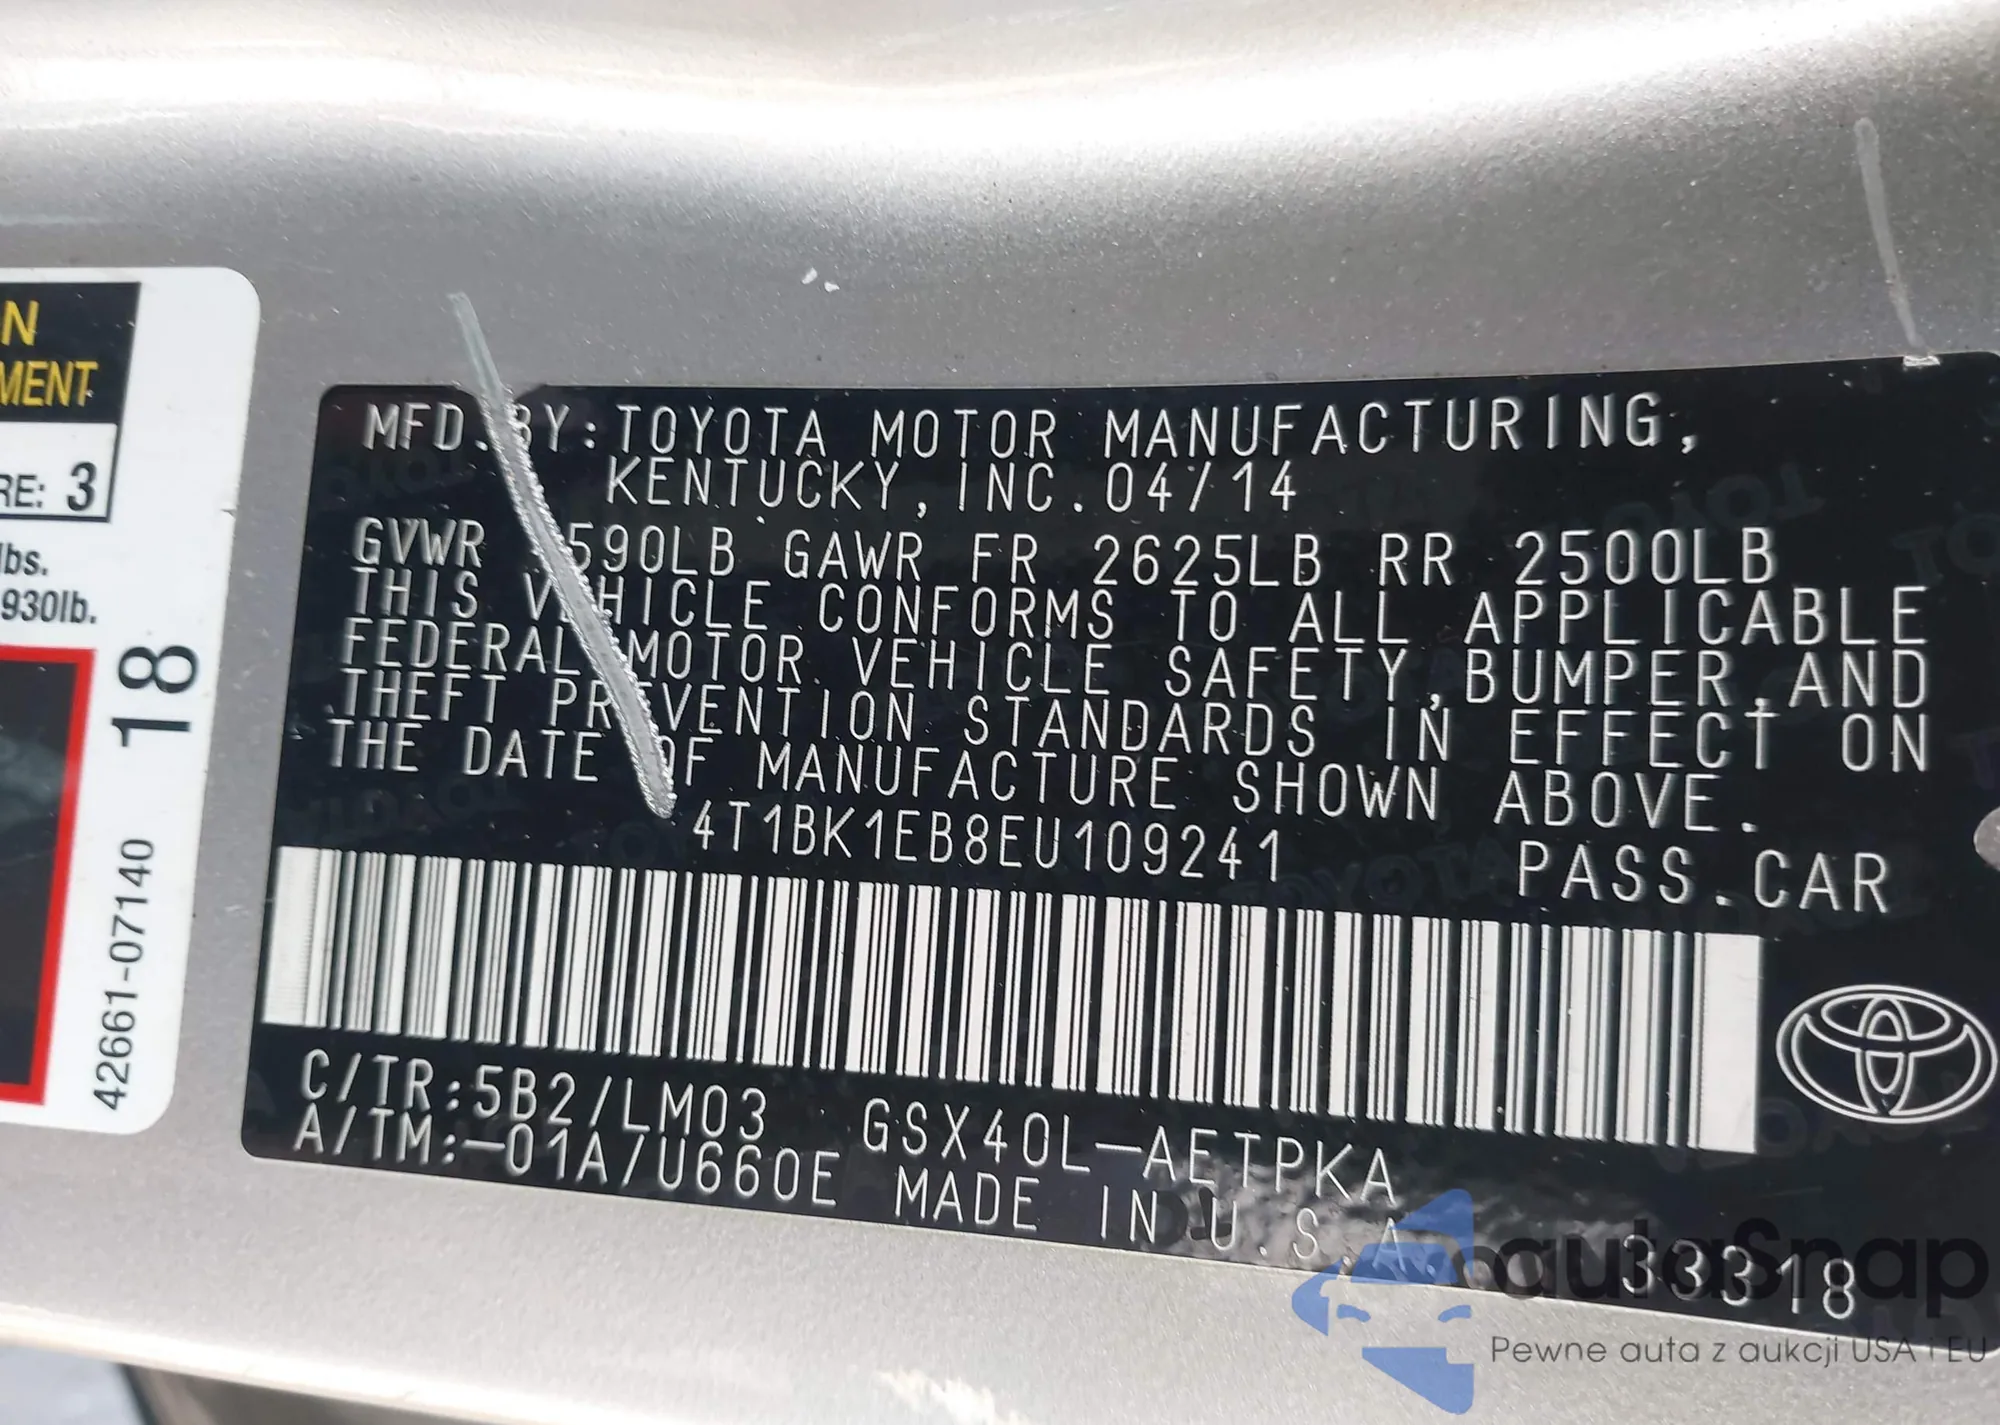 N
MENT
RE: 3
lbs.
930lb.
18
42661-07140
MFD. BY: TOYOTA MOTOR MANUFACTURING,
KENTUCKY, INC. 04/14
GVWR 590LB GAWR FR 2625LB RR 2500LB
THIS VEHICLE CONFORMS TO ALL APPLICABLE
FEDERAL MOTOR VEHICLE SAFETY, BUMPER, AND
THEFT PREVENTION STANDARDS IN EFFECT ON
THE DATE OF MANUFACTURE SHOWN ABOVE.
4T1BK1EB8EU109241 PASS. CAR
C/TR: 5B2/LM03 GSX40L-AETPKA
A/TM: -01A/U660E MADE IN U.S.A.
33318
autoSnap
Pewne auta z aukcji USA i EU